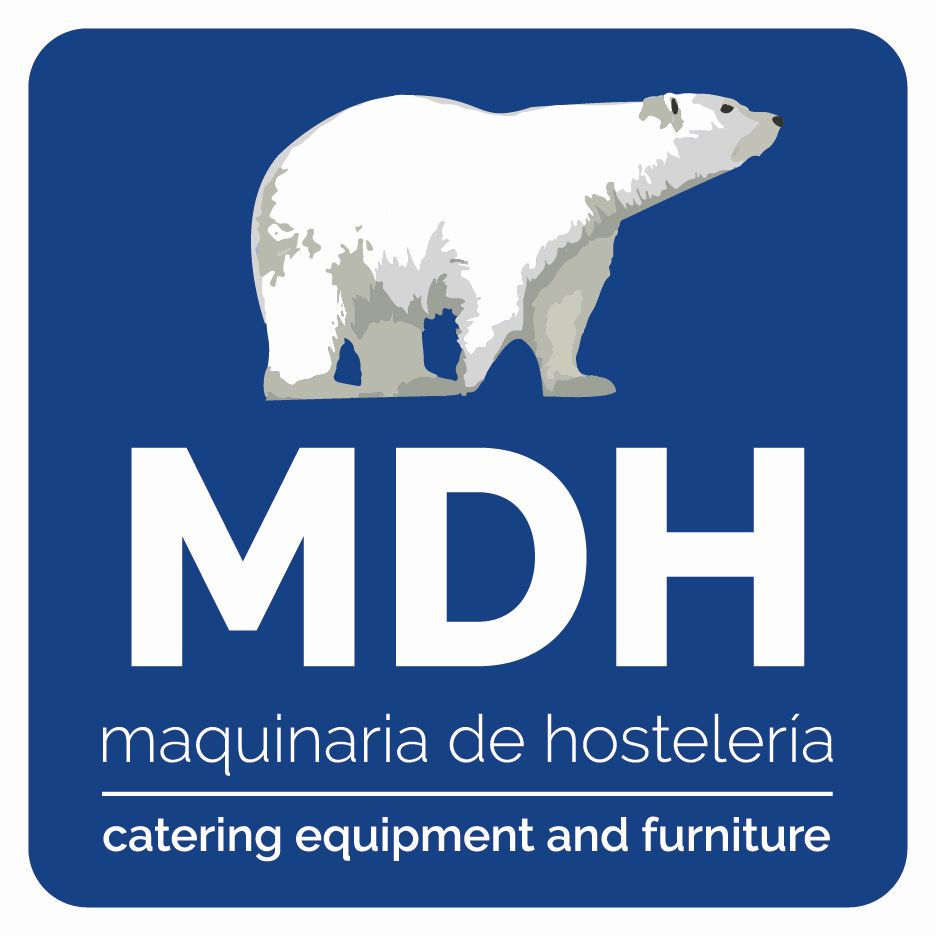 MDH
maquinaria de hostelería
catering equipment and furniture